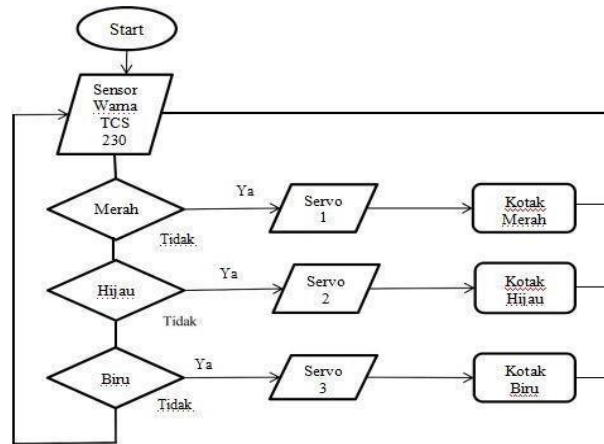 Start
Sensor
Warna
TCS
230
Merah
Ya
Tidak
Servo
1
Kotak
Merah
Hijau
Ya
Tidak
Servo
2
Kotak
Hijau
Biru
Ya
Tidak
Servo
3
Kotak
Biru